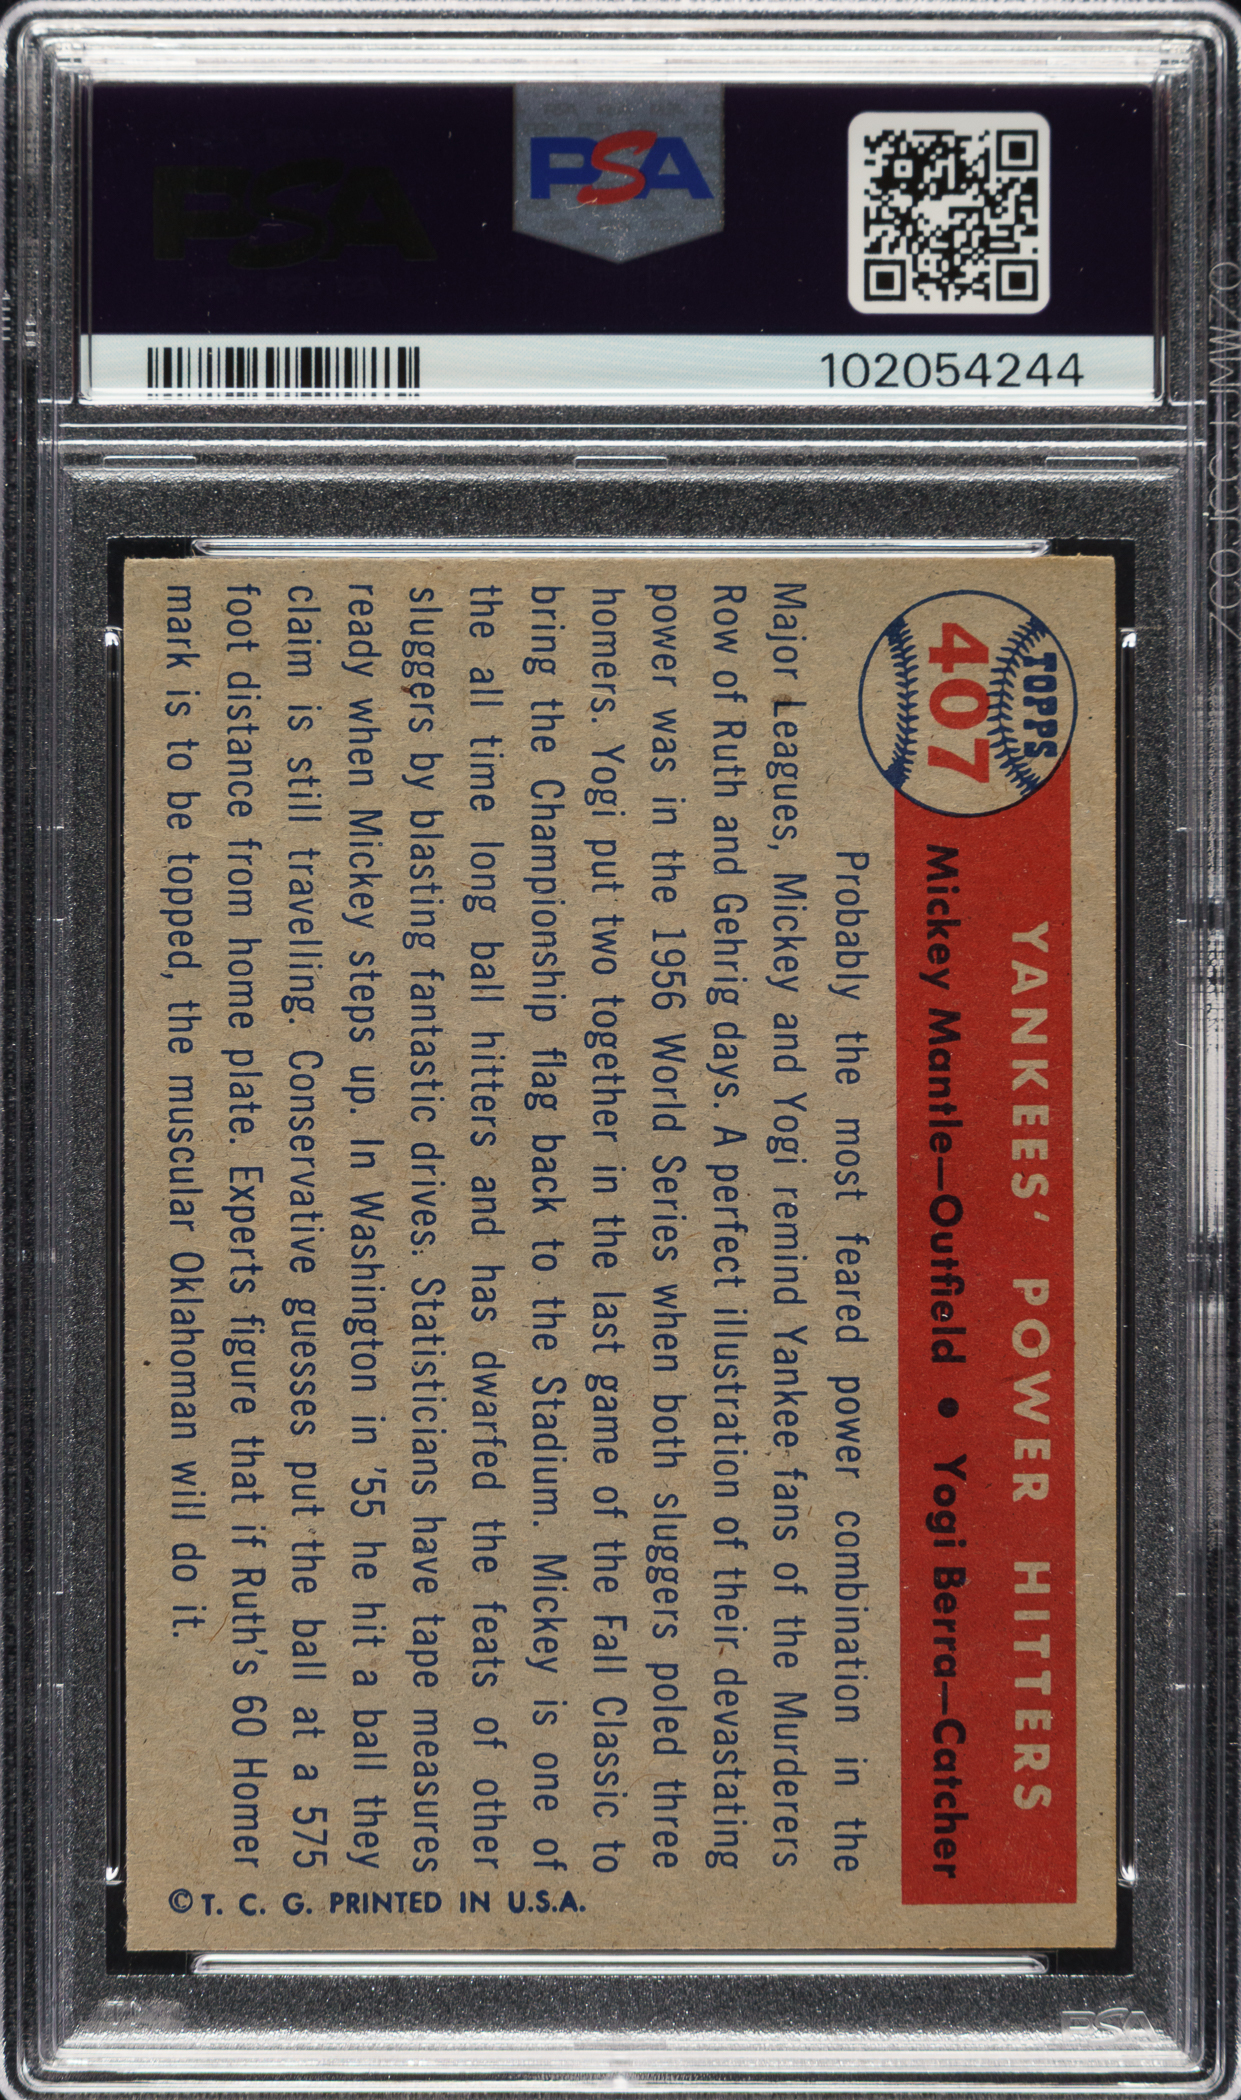 PSA
PSA
102054244
TOPPS
407
YANKEES' POWER HITTERS
Mickey Mantle—Outfield • Yogi Berra—Catcher
Probably the most feared power combination in the
Major Leagues, Mickey and Yogi remind Yankee fans of the Murderers
Row of Ruth and Gehrig days. A perfect illustration of their devastating
power was in the 1956 World Series when both sluggers poled three
homers. Yogi put two together in the last game of the Fall Classic to
bring the Championship flag back to the Stadium. Mickey is one of
the all time long ball hitters and has dwarfed the feats of other
sluggers by blasting fantastic drives. Statisticians have tape measures
ready when Mickey steps up. In Washington in '55 he hit a ball they
claim is still travelling. Conservative guesses put the ball at a 575
foot distance from home plate. Experts figure that if Ruth's 60 Homer
mark is to be topped, the muscular Oklahoman will do it.
© T. C. G. PRINTED IN U.S.A.
PSA